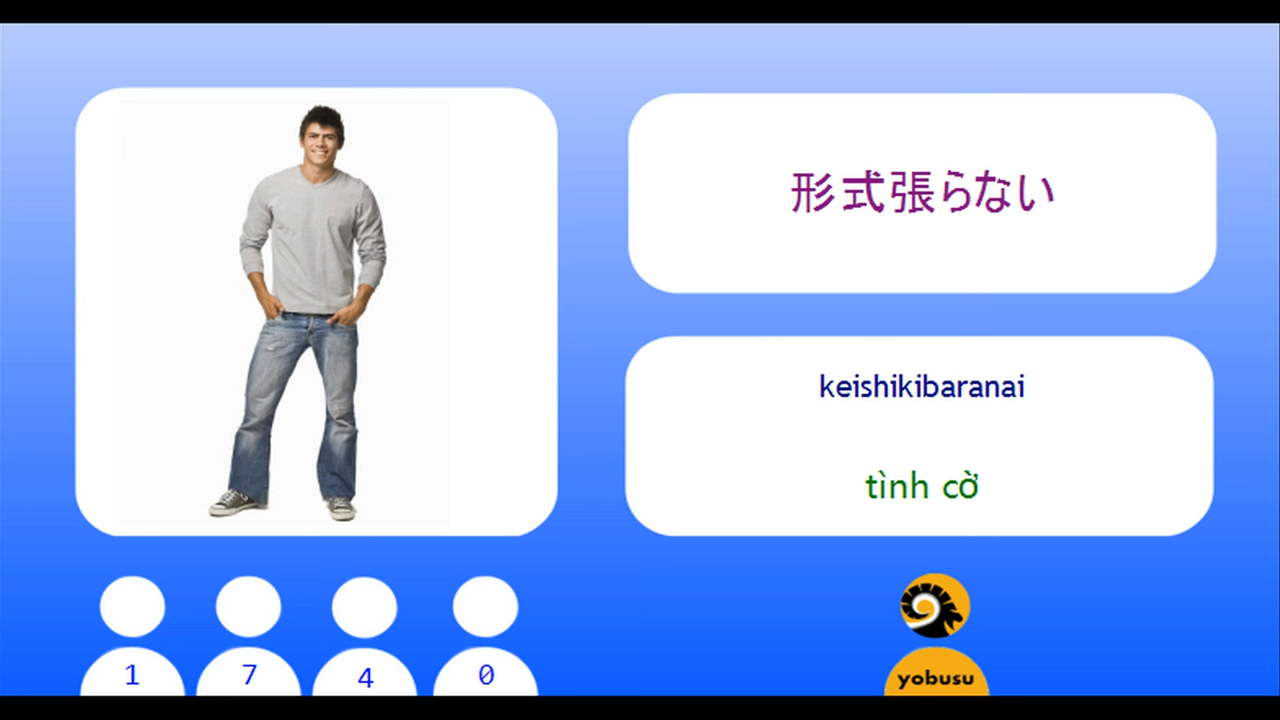 形式張らない
keishikibaranai
tình cờ
1 7 4 0
yobusu